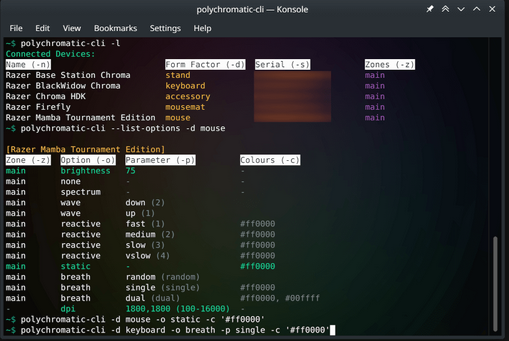 polychromatic-cli — Konsole
File Edit View Bookmarks Settings Help
~$ polychromatic-cli -l
Connected Devices:
Name (-n) Form Factor (-d) Serial (-s) Zones (-z)
Razer Base Station Chroma stand main
Razer BlackWidow Chroma keyboard main
Razer Chroma HDK accessory main
Razer Firefly mousemat main
Razer Mamba Tournament Edition mouse main
~$ polychromatic-cli --list-options -d mouse
[Razer Mamba Tournament Edition]
Zone (-z) Option (-o) Parameter (-p) Colours (-c)
main brightness 75 -
main none - -
main spectrum - -
main wave down (2)
main wave up (1)
main reactive fast (1) #ff0000
main reactive medium (2) #ff0000
main reactive slow (3) #ff0000
main reactive vslow (4) #ff0000
main static - #ff0000
main breath random (random)
main breath single (single) #ff0000
main breath dual (dual) #ff0000, #00ffff
- dpi 1800,1800 (100-16000) -
~$ polychromatic-cli -d mouse -o static -c '#ff0000'
~$ polychromatic-cli -d keyboard -o breath -p single -c '#ff0000'